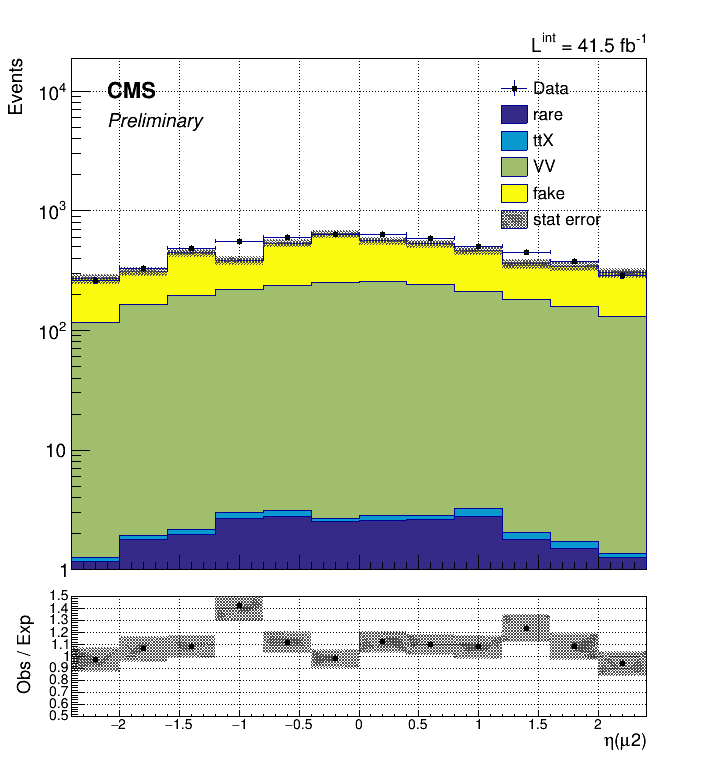 L^int = 41.5 fb^-1
Events
CMS
Preliminary
Data
rare
ttX
VV
fake
stat error
10^4
10^3
10^2
10
1
Obs / Exp
1.5
1.4
1.3
1.2
1.1
1
0.9
0.8
0.7
0.6
0.5
−2 −1.5 −1 −0.5 0 0.5 1 1.5 2
η(μ2)